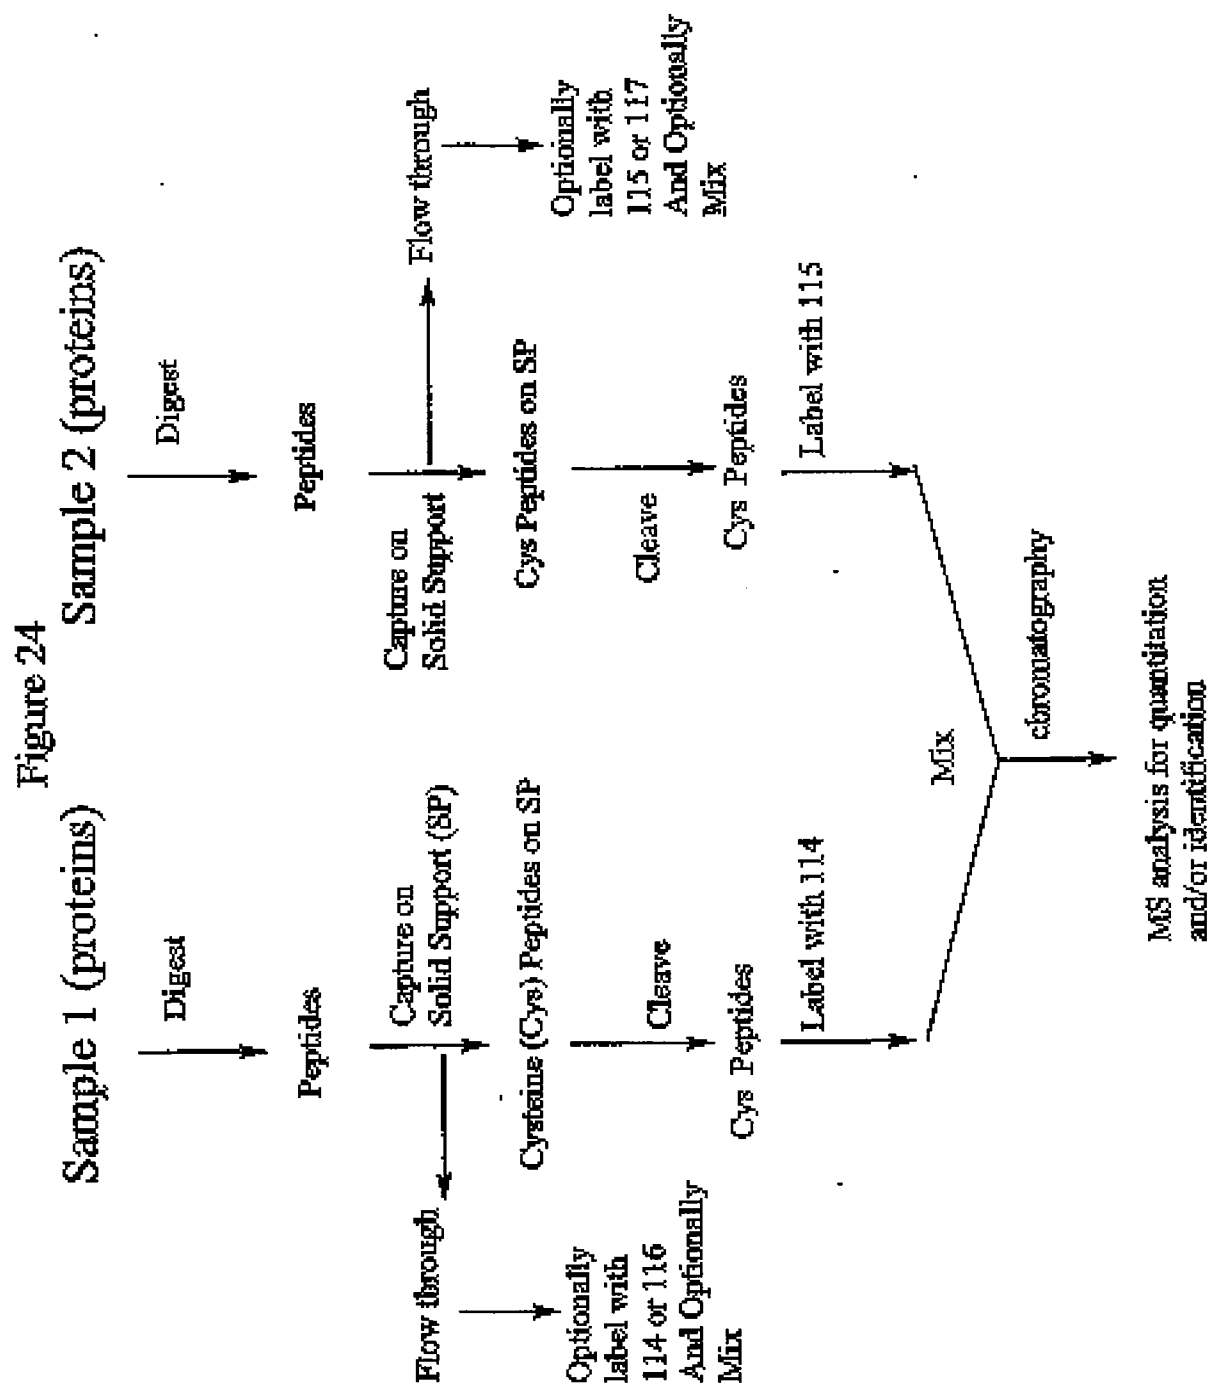 Figure 24
Sample 1 (proteins)
Sample 2 (proteins)
Digest
Digest
Peptides
Peptides
Capture on
Solid Support (SP)
Capture on
Solid Support
Flow through
Flow through
Optionally
label with
114 or 116
And Optionally
Mix
Cysteine (Cys) Peptides on SP
Cys Peptides on SP
Optionally
label with
115 or 117
And Optionally
Mix
Cleave
Cleave
Cys Peptides
Cys Peptides
Label with 114
Label with 115
Mix
chromatography
MS analysis for quantitation
and/or identification